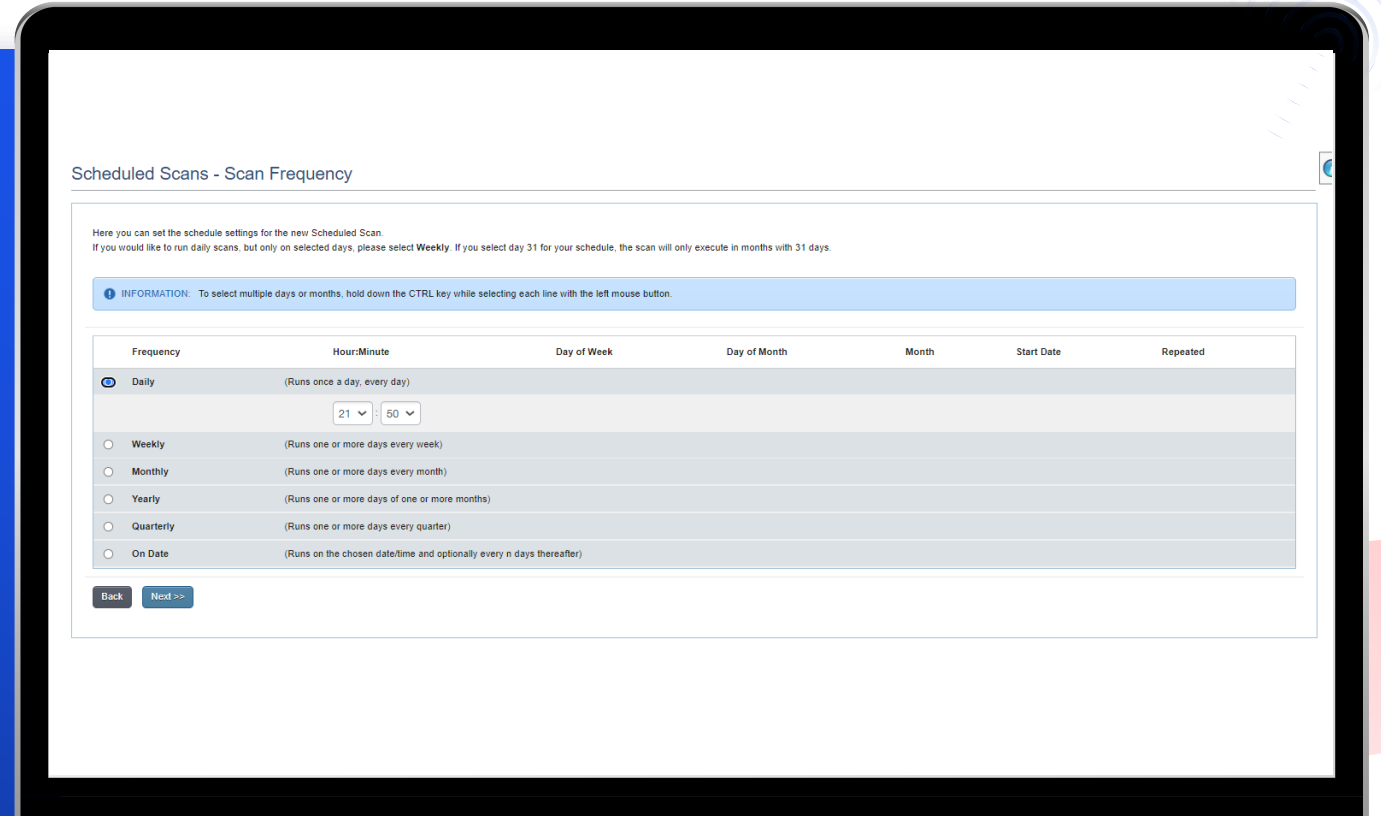 Scheduled Scans - Scan Frequency
Here you can set the schedule settings for the new Scheduled Scan.
If you would like to run daily scans, but only on selected days, please select Weekly. If you select day 31 for your schedule, the scan will only execute in months with 31 days.
INFORMATION: To select multiple days or months, hold down the CTRL key while selecting each line with the left mouse button.
Frequency Hour:Minute Day of Week Day of Month Month Start Date Repeated
Daily (Runs once a day, every day)
21 : 50
Weekly (Runs one or more days every week)
Monthly (Runs one or more days every month)
Yearly (Runs one or more days of one or more months)
Quarterly (Runs one or more days every quarter)
On Date (Runs on the chosen date/time and optionally every n days thereafter)
Back Next >>